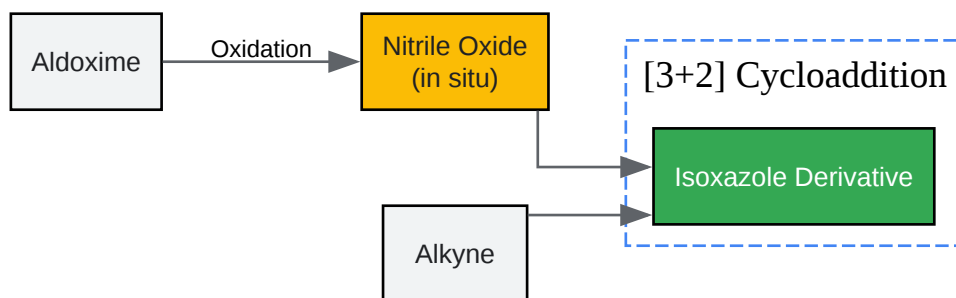 Aldoxime
Oxidation
Nitrile Oxide
(in situ)
[3+2] Cycloaddition
Isoxazole Derivative
Alkyne